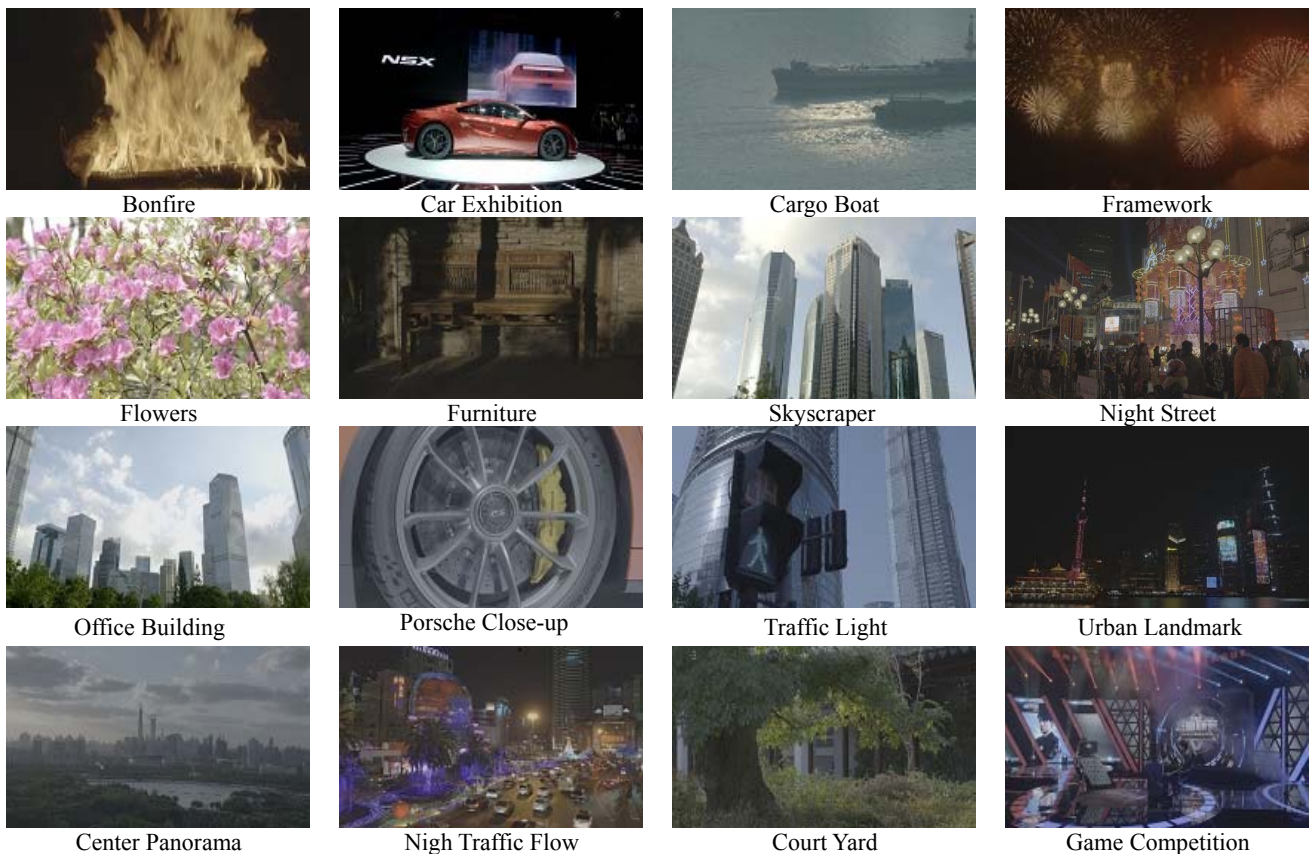 NSX
Bonfire
Car Exhibition
Cargo Boat
Framework
Flowers
Furniture
Skyscraper
Night Street
Office Building
Porsche Close-up
Traffic Light
Urban Landmark
Center Panorama
Nigh Traffic Flow
Court Yard
Game Competition